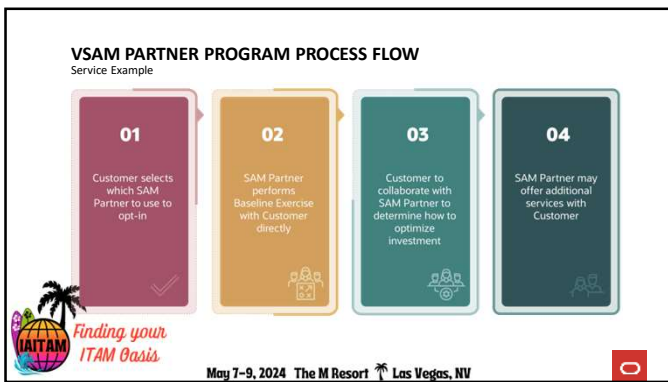 VSAM PARTNER PROGRAM PROCESS FLOW
Service Example
01
Customer selects
which SAM
Partner to use to
opt-in
02
SAM Partner
performs
Baseline Exercise
with Customer
directly
03
Customer to
collaborate with
SAM Partner to
determine how to
optimize
investment
04
SAM Partner may
offer additional
services with
Customer
IAITAM
Finding your
ITAM Oasis
May 7-9, 2024 The M Resort Las Vegas, NV